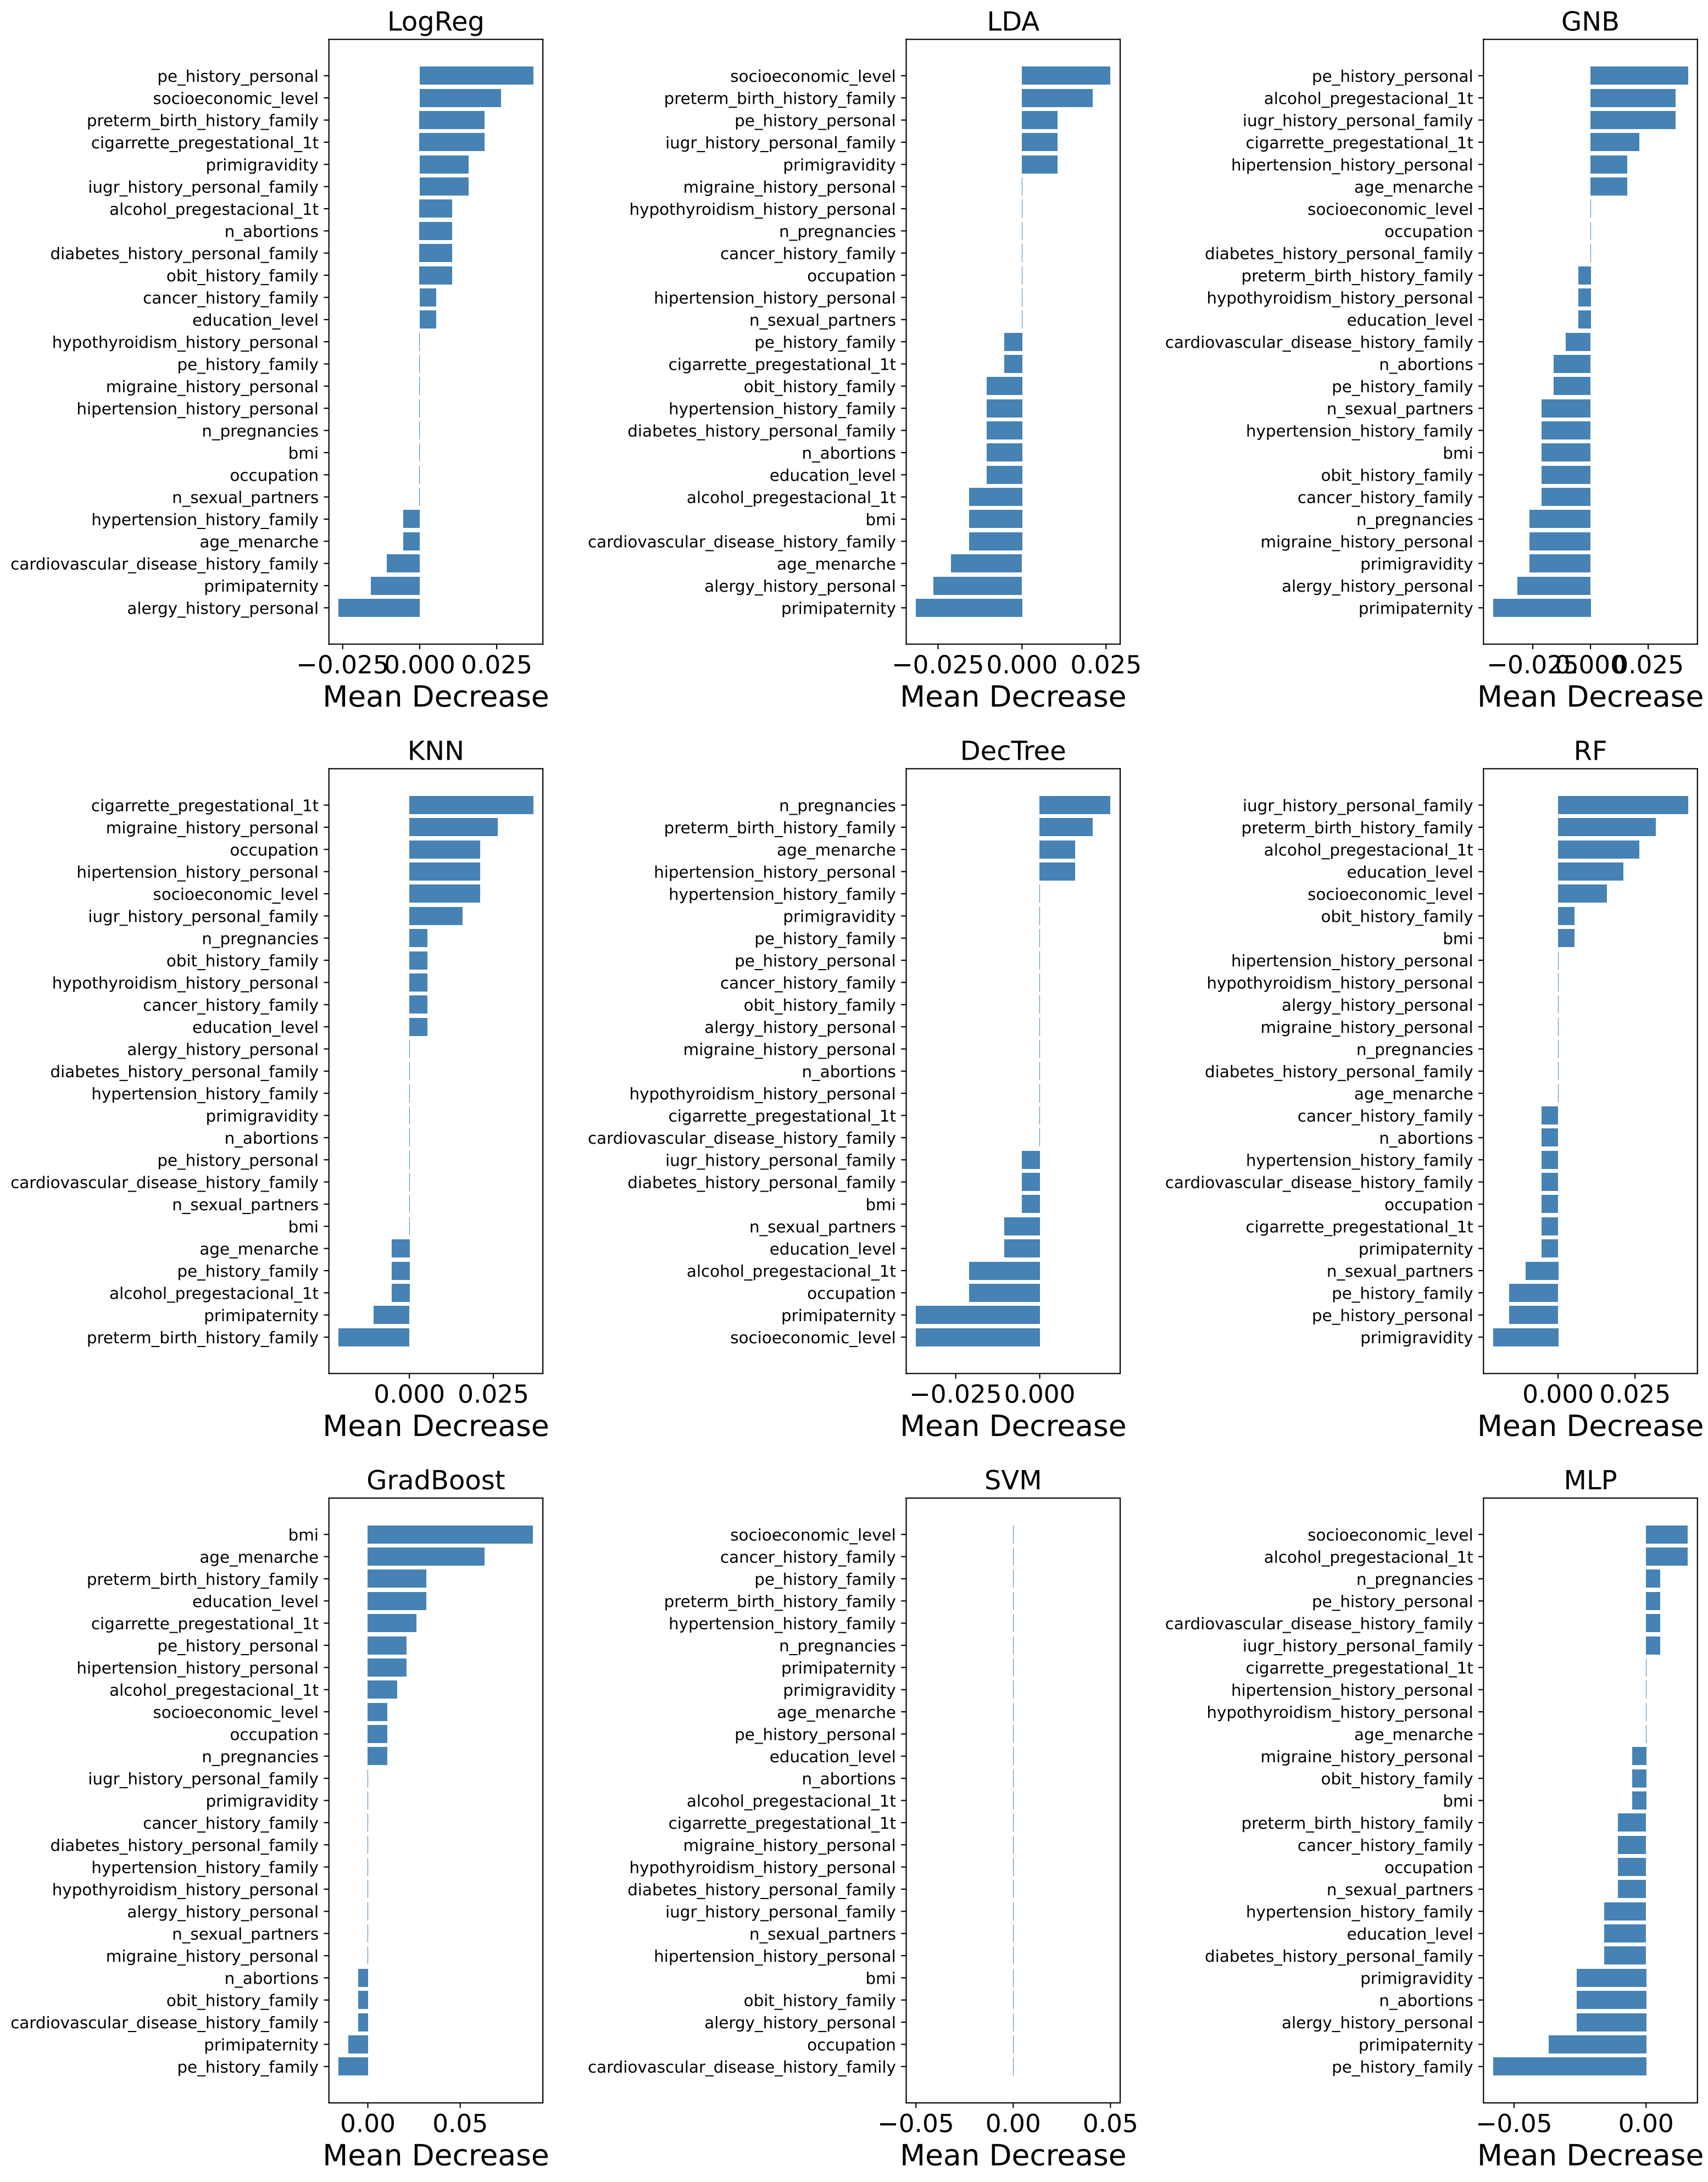 LogReg
pe_history_personal
socioeconomic_level
preterm_birth_history_family
cigarrette_pregestational_1t
primigravidity
iugr_history_personal_family
alcohol_pregestacional_1t
n_abortions
diabetes_history_personal_family
obit_history_family
cancer_history_family
education_level
hypothyroidism_history_personal
pe_history_family
migraine_history_personal
hipertension_history_personal
n_pregnancies
bmi
occupation
n_sexual_partners
hypertension_history_family
age_menarche
cardiovascular_disease_history_family
primipaternity
alergy_history_personal
−0.025 0.000 0.025
Mean Decrease
LDA
socioeconomic_level
preterm_birth_history_family
pe_history_personal
iugr_history_personal_family
primigravidity
migraine_history_personal
hypothyroidism_history_personal
n_pregnancies
cancer_history_family
occupation
hipertension_history_personal
n_sexual_partners
pe_history_family
cigarrette_pregestational_1t
obit_history_family
hypertension_history_family
diabetes_history_personal_family
n_abortions
education_level
alcohol_pregestacional_1t
bmi
cardiovascular_disease_history_family
age_menarche
alergy_history_personal
primipaternity
−0.025 0.000 0.025
Mean Decrease
GNB
pe_history_personal
alcohol_pregestacional_1t
iugr_history_personal_family
cigarrette_pregestational_1t
hipertension_history_personal
age_menarche
socioeconomic_level
occupation
diabetes_history_personal_family
preterm_birth_history_family
hypothyroidism_history_personal
education_level
cardiovascular_disease_history_family
n_abortions
pe_history_family
n_sexual_partners
hypertension_history_family
bmi
obit_history_family
cancer_history_family
n_pregnancies
migraine_history_personal
primigravidity
alergy_history_personal
primipaternity
−0.025 0.000 0.025
Mean Decrease
KNN
cigarrette_pregestational_1t
migraine_history_personal
occupation
hipertension_history_personal
socioeconomic_level
iugr_history_personal_family
n_pregnancies
obit_history_family
hypothyroidism_history_personal
cancer_history_family
education_level
alergy_history_personal
diabetes_history_personal_family
hypertension_history_family
primigravidity
n_abortions
pe_history_personal
cardiovascular_disease_history_family
n_sexual_partners
bmi
age_menarche
pe_history_family
alcohol_pregestacional_1t
primipaternity
preterm_birth_history_family
0.000 0.025
Mean Decrease
DecTree
n_pregnancies
preterm_birth_history_family
age_menarche
hipertension_history_personal
hypertension_history_family
primigravidity
pe_history_family
pe_history_personal
cancer_history_family
obit_history_family
alergy_history_personal
migraine_history_personal
n_abortions
hypothyroidism_history_personal
cigarrette_pregestational_1t
cardiovascular_disease_history_family
iugr_history_personal_family
diabetes_history_personal_family
bmi
n_sexual_partners
education_level
alcohol_pregestacional_1t
occupation
primipaternity
socioeconomic_level
−0.025 0.000
Mean Decrease
RF
iugr_history_personal_family
preterm_birth_history_family
alcohol_pregestacional_1t
education_level
socioeconomic_level
obit_history_family
bmi
hipertension_history_personal
hypothyroidism_history_personal
alergy_history_personal
migraine_history_personal
n_pregnancies
diabetes_history_personal_family
age_menarche
cancer_history_family
n_abortions
hypertension_history_family
cardiovascular_disease_history_family
occupation
cigarrette_pregestational_1t
primipaternity
n_sexual_partners
pe_history_family
pe_history_personal
primigravidity
0.000 0.025
Mean Decrease
GradBoost
bmi
age_menarche
preterm_birth_history_family
education_level
cigarrette_pregestational_1t
pe_history_personal
hipertension_history_personal
alcohol_pregestacional_1t
socioeconomic_level
occupation
n_pregnancies
iugr_history_personal_family
primigravidity
cancer_history_family
diabetes_history_personal_family
hypertension_history_family
hypothyroidism_history_personal
alergy_history_personal
n_sexual_partners
migraine_history_personal
n_abortions
obit_history_family
cardiovascular_disease_history_family
primipaternity
pe_history_family
0.00 0.05
Mean Decrease
SVM
socioeconomic_level
cancer_history_family
pe_history_family
preterm_birth_history_family
hypertension_history_family
n_pregnancies
primipaternity
primigravidity
age_menarche
pe_history_personal
education_level
n_abortions
alcohol_pregestacional_1t
cigarrette_pregestational_1t
migraine_history_personal
hypothyroidism_history_personal
diabetes_history_personal_family
iugr_history_personal_family
n_sexual_partners
hipertension_history_personal
bmi
obit_history_family
alergy_history_personal
occupation
cardiovascular_disease_history_family
−0.05 0.00 0.05
Mean Decrease
MLP
socioeconomic_level
alcohol_pregestacional_1t
n_pregnancies
pe_history_personal
cardiovascular_disease_history_family
iugr_history_personal_family
cigarrette_pregestational_1t
hipertension_history_personal
hypothyroidism_history_personal
age_menarche
migraine_history_personal
obit_history_family
bmi
preterm_birth_history_family
cancer_history_family
occupation
n_sexual_partners
hypertension_history_family
education_level
diabetes_history_personal_family
primigravidity
n_abortions
alergy_history_personal
primipaternity
pe_history_family
−0.05 0.00
Mean Decrease